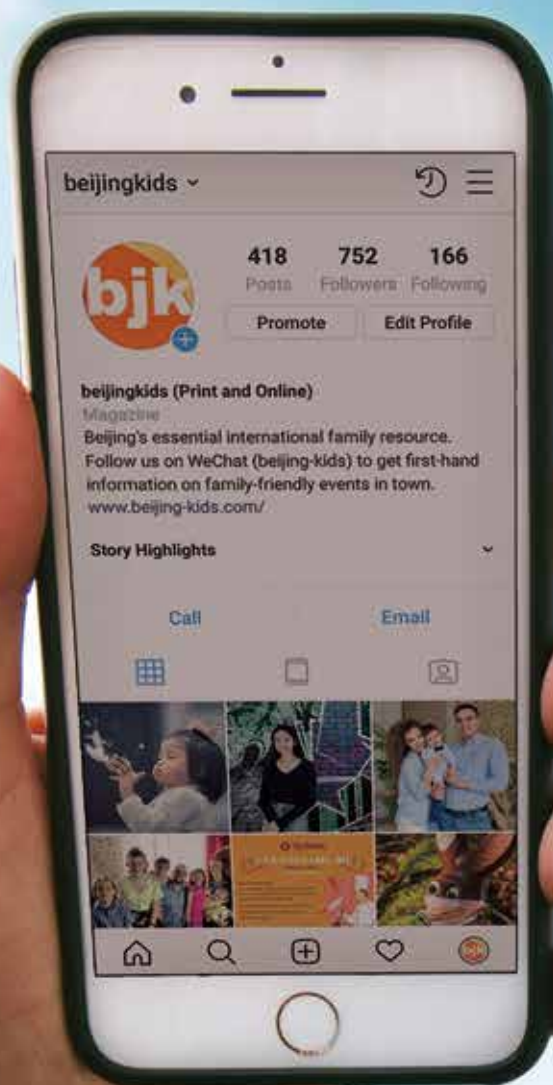 beijingkids
bjk
418 752 166
Posts Followers Following
Promote Edit Profile
beijingkids (Print and Online)
Magazine
Beijing's essential international family resource.
Follow us on WeChat (beijing-kids) to get first-hand
information on family-friendly events in town.
www.beijing-kids.com/
Story Highlights
Call Email
bjk